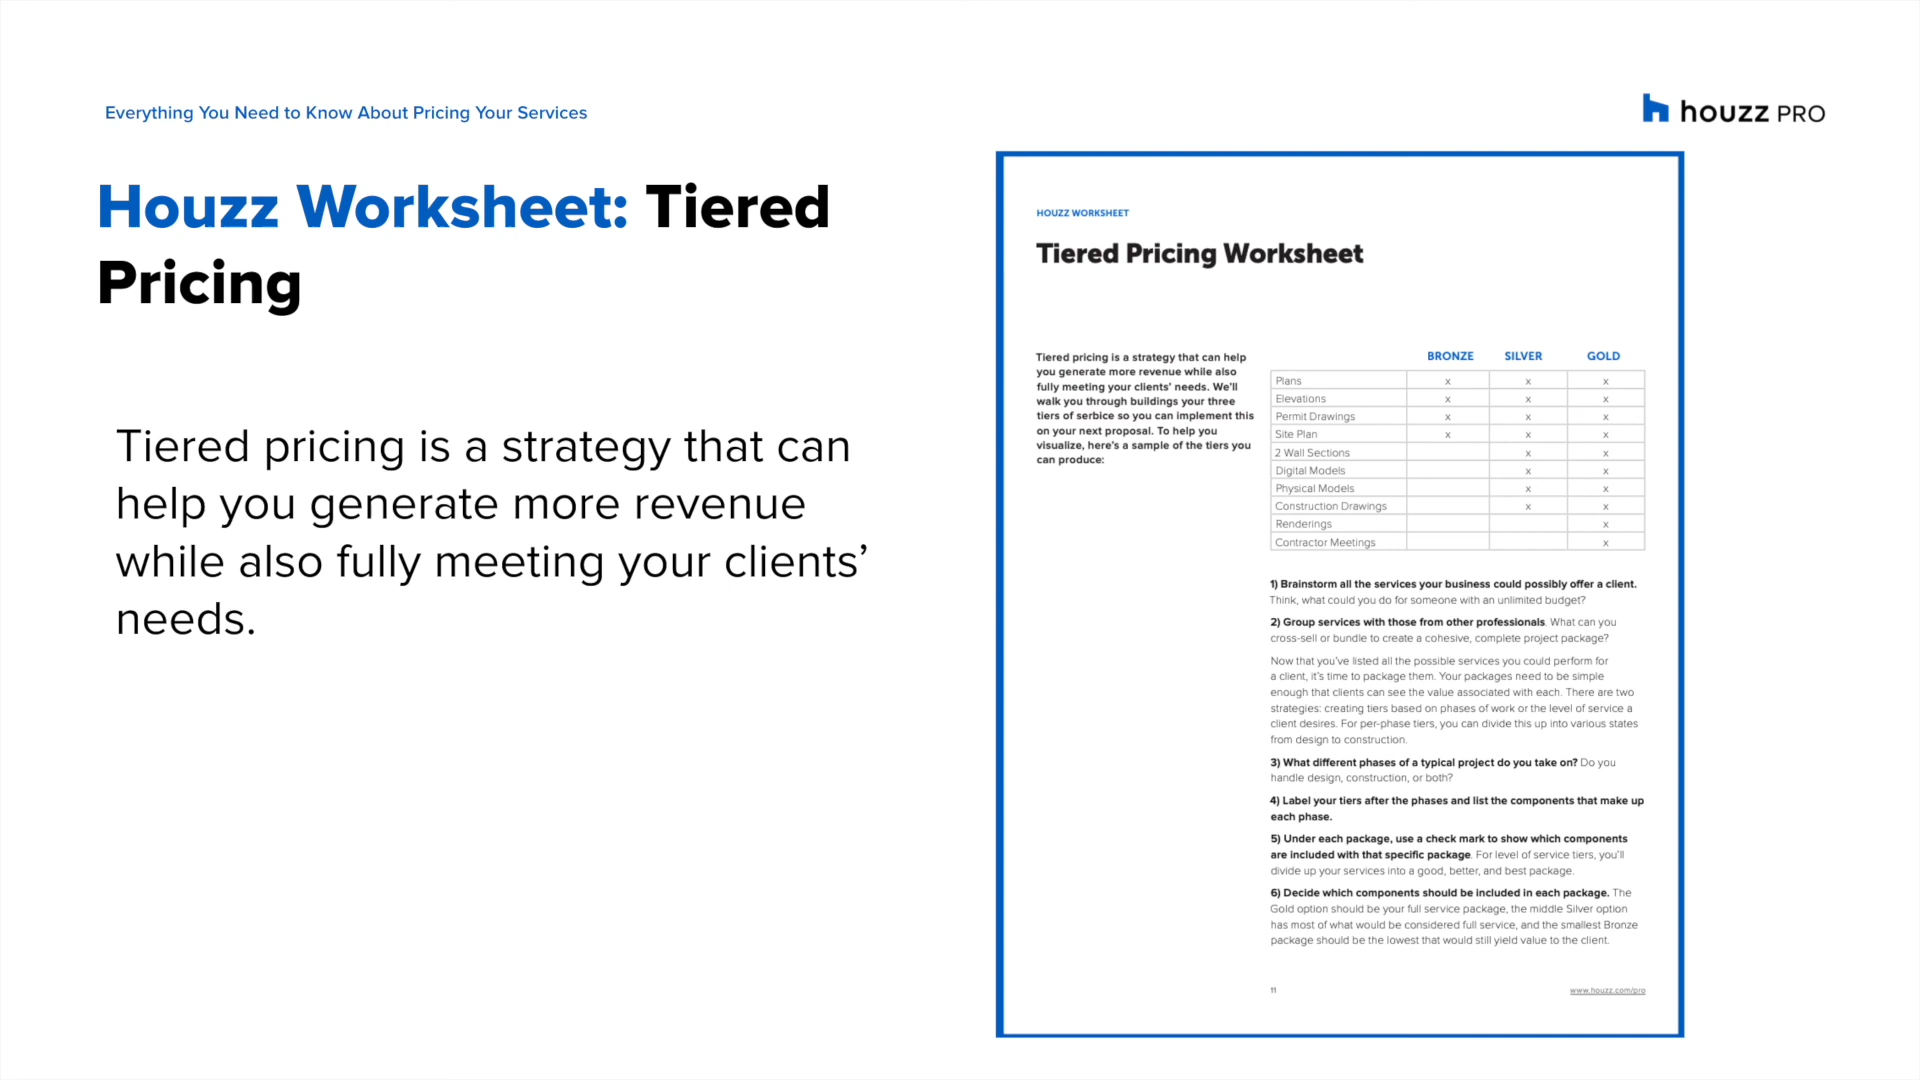 Everything You Need to Know About Pricing Your Services
houzz PRO
Houzz Worksheet: Tiered
Pricing
Tiered pricing is a strategy that can
help you generate more revenue
while also fully meeting your clients’
needs.
HOUZZ WORKSHEET
Tiered Pricing Worksheet
Tiered pricing is a strategy that can help
you generate more revenue while also
fully meeting your clients’ needs. We’ll
walk you through buildings your three
tiers of serbice so you can implement this
on your next proposal. To help you
visualize, here’s a sample of the tiers you
can produce:
BRONZE SILVER GOLD
Plans x x x
Elevations x x x
Permit Drawings x x x
Site Plan x x x
2 Wall Sections x x
Digital Models x x
Physical Models x x
Construction Drawings x x
Renderings x
Contractor Meetings x
1) Brainstorm all the services your business could possibly offer a client.
Think, what could you do for someone with an unlimited budget?
2) Group services with those from other professionals. What can you
cross-sell or bundle to create a cohesive, complete project package?
Now that you’ve listed all the possible services you could perform for
a client, it’s time to package them. Your packages need to be simple
enough that clients can see the value associated with each. There are two
strategies: creating tiers based on phases of work or the level of service a
client desires. For per-phase tiers, you can divide this up into various states
from design to construction.
3) What different phases of a typical project do you take on? Do you
handle design, construction, or both?
4) Label your tiers after the phases and list the components that make up
each phase.
5) Under each package, use a check mark to show which components
are included with that specific package. For level of service tiers, you’ll
divide up your services into a good, better, and best package.
6) Decide which components should be included in each package. The
Gold option should be your full service package, the middle Silver option
has most of what would be considered full service, and the smallest Bronze
package should be the lowest that would still yield value to the client.
11
www.houzz.com/pro